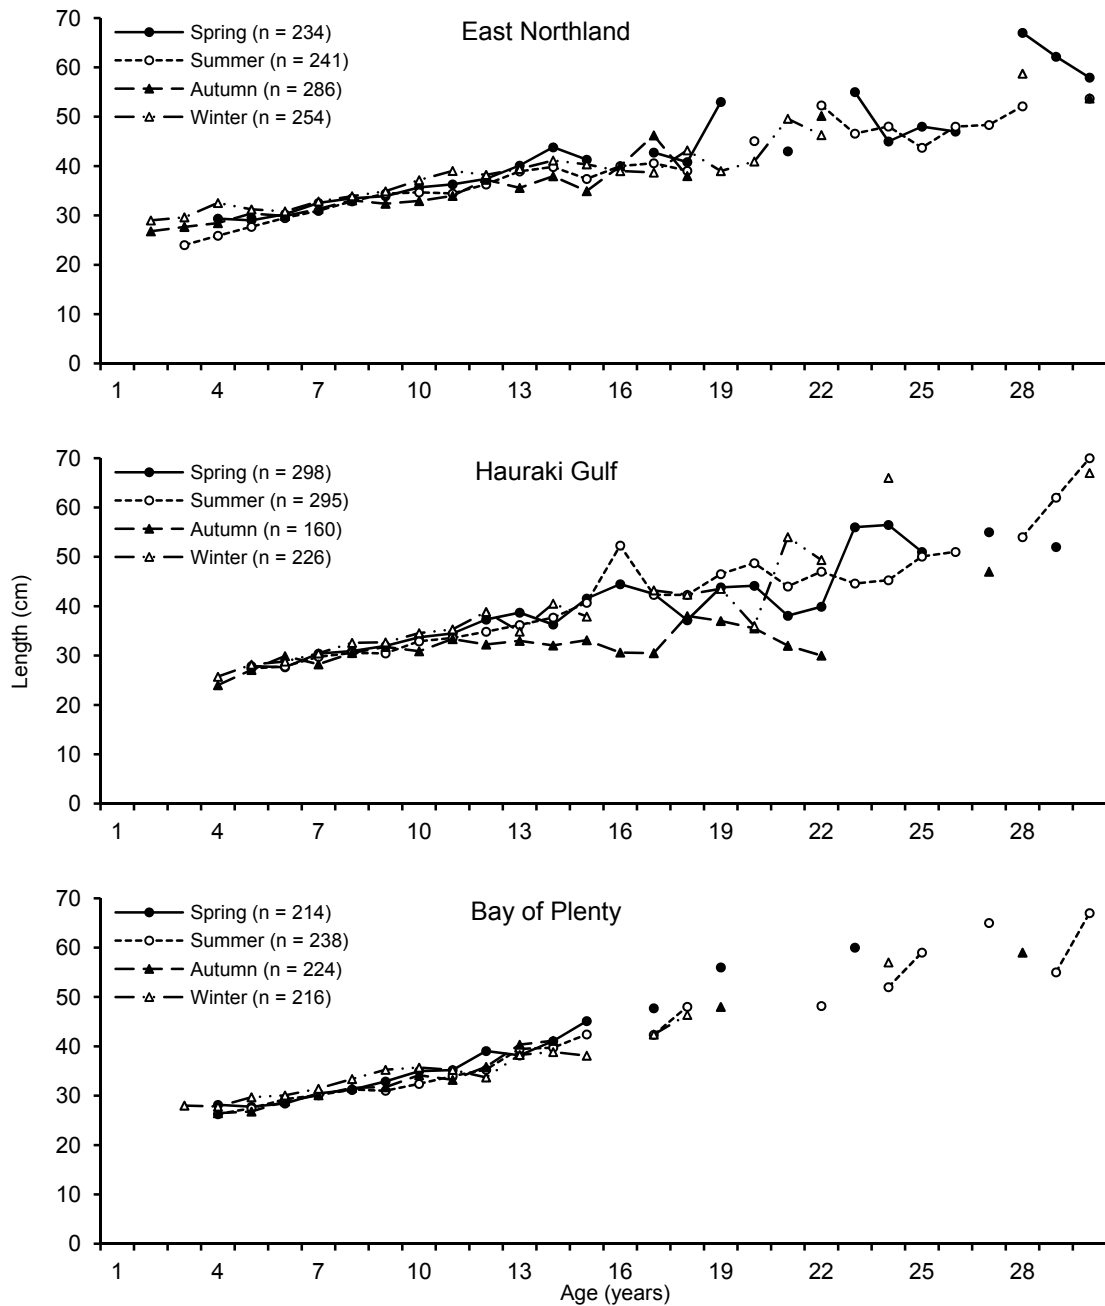 East Northland
Spring (n = 234)
Summer (n = 241)
Autumn (n = 286)
Winter (n = 254)
70
60
50
40
30
20
10
0
1 4 7 10 13 16 19 22 25 28
Hauraki Gulf
Spring (n = 298)
Summer (n = 295)
Autumn (n = 160)
Winter (n = 226)
Length (cm)
70
60
50
40
30
20
10
0
1 4 7 10 13 16 19 22 25 28
Bay of Plenty
Spring (n = 214)
Summer (n = 238)
Autumn (n = 224)
Winter (n = 216)
70
60
50
40
30
20
10
0
1 4 7 10 13 16 19 22 25 28
Age (years)